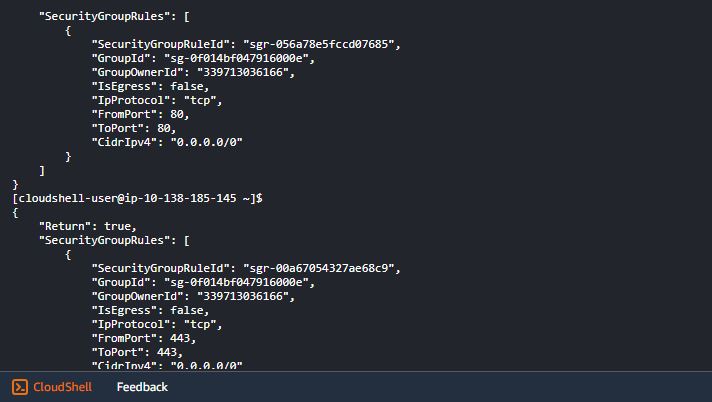 "SecurityGroupRules": [
        {
            "SecurityGroupRuleId": "sgr-056a78e5fccd07685",
            "GroupId": "sg-0f014bf047916000e",
            "GroupOwnerId": "339713036166",
            "IsEgress": false,
            "IpProtocol": "tcp",
            "FromPort": 80,
            "ToPort": 80,
            "CidrIpv4": "0.0.0.0/0"
        }
    ]
}
[cloudshell-user@ip-10-138-185-145 ~]$
{
    "Return": true,
    "SecurityGroupRules": [
        {
            "SecurityGroupRuleId": "sgr-00a67054327ae68c9",
            "GroupId": "sg-0f014bf047916000e",
            "GroupOwnerId": "339713036166",
            "IsEgress": false,
            "IpProtocol": "tcp",
            "FromPort": 443,
            "ToPort": 443,
            "CidrIpv4": "0.0.0.0/0"
CloudShell Feedback